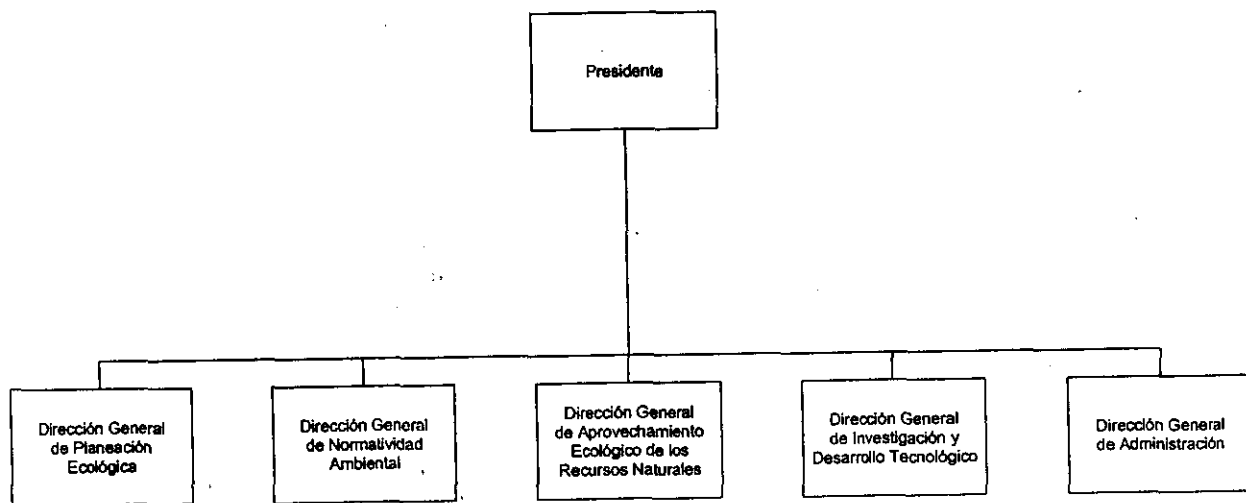 Presidente
Dirección General
de Planeación
Ecológica
Dirección General
de Normatividad
Ambiental
Dirección General
de Aprovechamiento
Ecológico de los
Recursos Naturales
Dirección General
de Investigación y
Desarrollo Tecnológico
Dirección General
de Administración